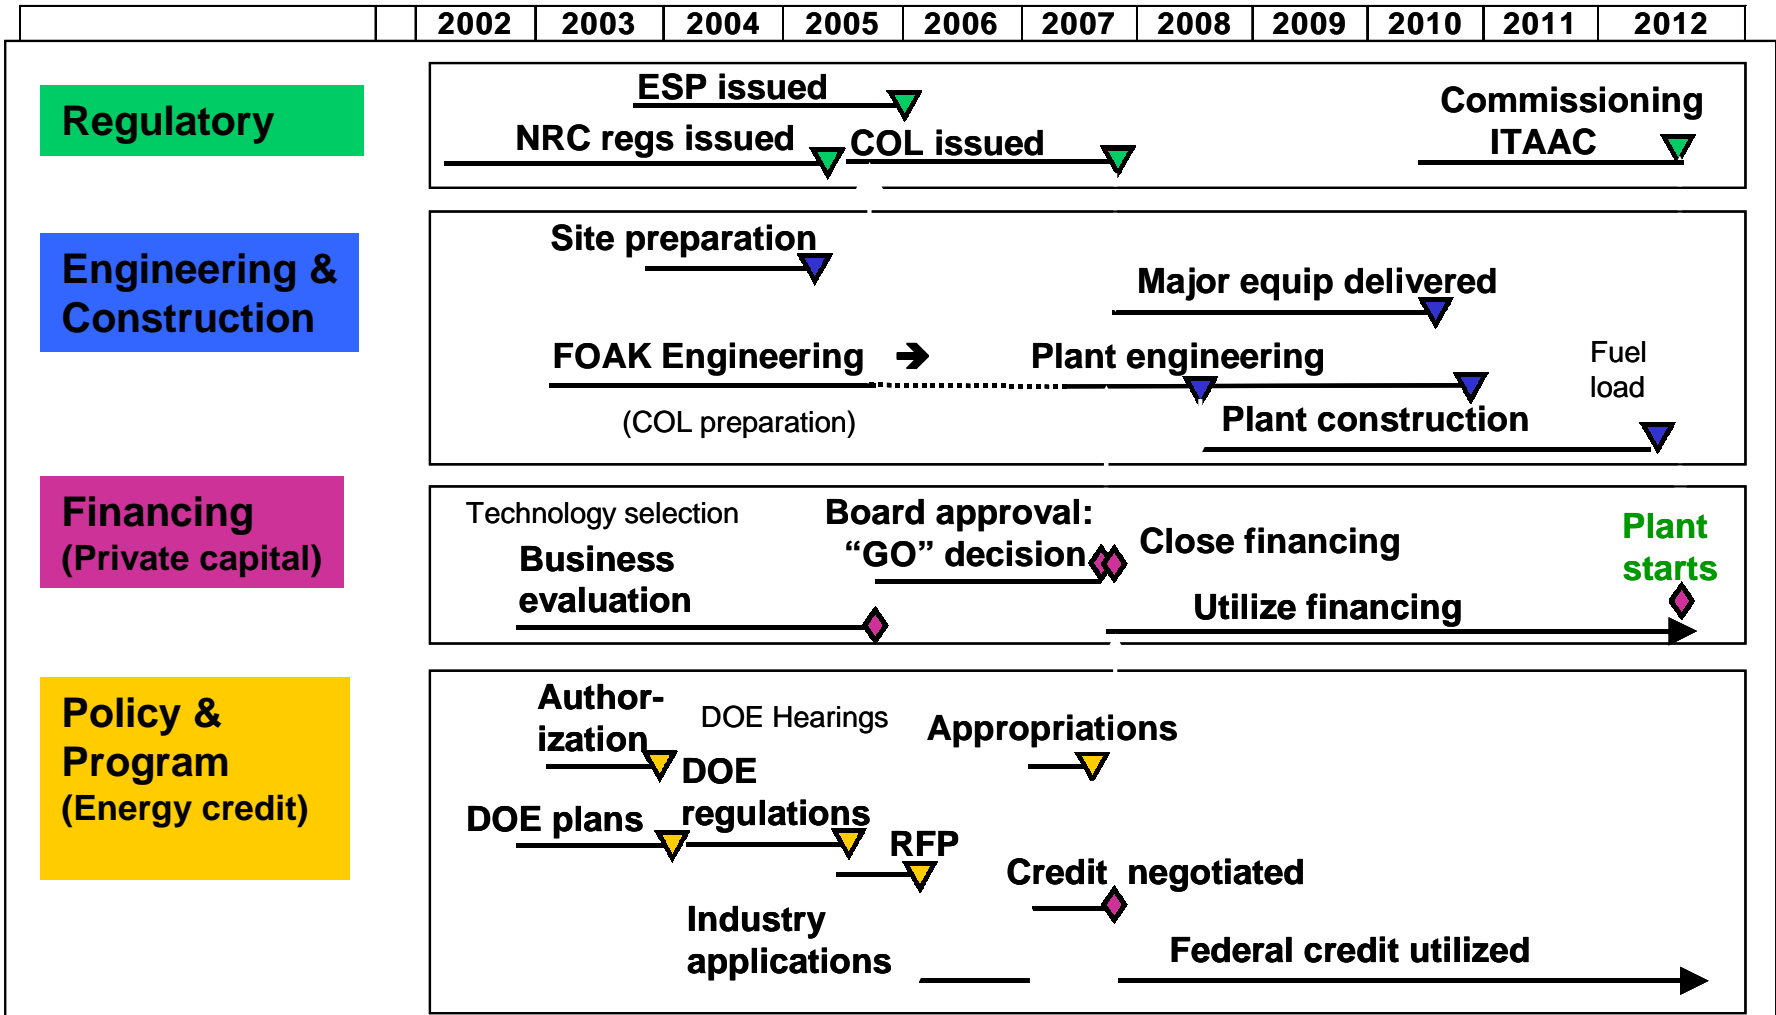 2002 2003 2004 2005 2006 2007 2008 2009 2010 2011 2012
Regulatory
ESP issued
NRC regs issued
COL issued
Commissioning
ITAAC
Engineering &
Construction
Site preparation
Major equip delivered
FOAK Engineering ➔
Plant engineering
Fuel
load
(COL preparation)
Plant construction
Financing
(Private capital)
Technology selection
Business
evaluation
Board approval:
“GO” decision
Close financing
Utilize financing
Plant
starts
Policy &
Program
(Energy credit)
Author-
ization
DOE Hearings
Appropriations
DOE plans
DOE
regulations
RFP
Credit negotiated
Industry
applications
Federal credit utilized